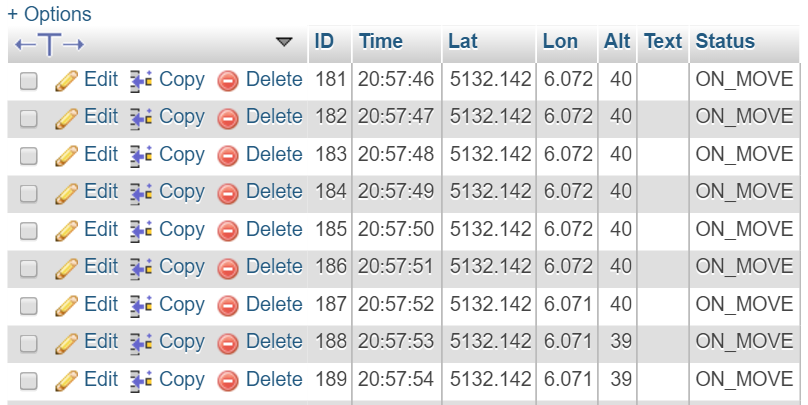 + Options
←T→ ID Time Lat Lon Alt Text Status
Edit Copy Delete 181 20:57:46 5132.142 6.072 40 ON_MOVE
Edit Copy Delete 182 20:57:47 5132.142 6.072 40 ON_MOVE
Edit Copy Delete 183 20:57:48 5132.142 6.072 40 ON_MOVE
Edit Copy Delete 184 20:57:49 5132.142 6.072 40 ON_MOVE
Edit Copy Delete 185 20:57:50 5132.142 6.072 40 ON_MOVE
Edit Copy Delete 186 20:57:51 5132.142 6.072 40 ON_MOVE
Edit Copy Delete 187 20:57:52 5132.142 6.071 40 ON_MOVE
Edit Copy Delete 188 20:57:53 5132.142 6.071 39 ON_MOVE
Edit Copy Delete 189 20:57:54 5132.142 6.071 39 ON_MOVE